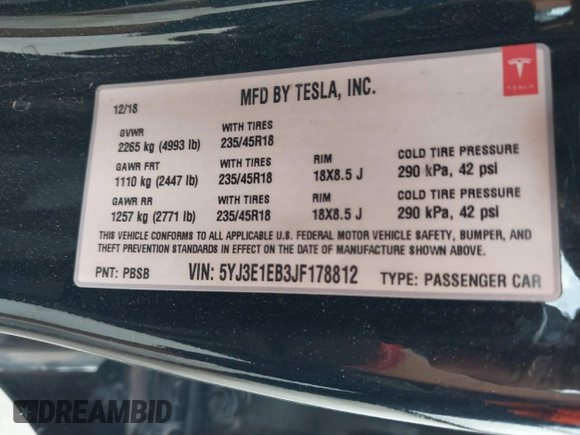 MFD BY TESLA, INC.
TESLA
12/18
GVWR WITH TIRES
2265 kg (4993 lb) 235/45R18
GAWR FRT WITH TIRES RIM COLD TIRE PRESSURE
1110 kg (2447 lb) 235/45R18 18X8.5 J 290 kPa, 42 psi
GAWR RR WITH TIRES RIM COLD TIRE PRESSURE
1257 kg (2771 lb) 235/45R18 18X8.5 J 290 kPa, 42 psi
THIS VEHICLE CONFORMS TO ALL APPLICABLE U.S. FEDERAL MOTOR VEHICLE SAFETY, BUMPER, AND
THEFT PREVENTION STANDARDS IN EFFECT ON THE DATE OF MANUFACTURE SHOWN ABOVE.
PNT: PBSB VIN: 5YJ3E1EB3JF178812 TYPE: PASSENGER CAR
DREAMBID